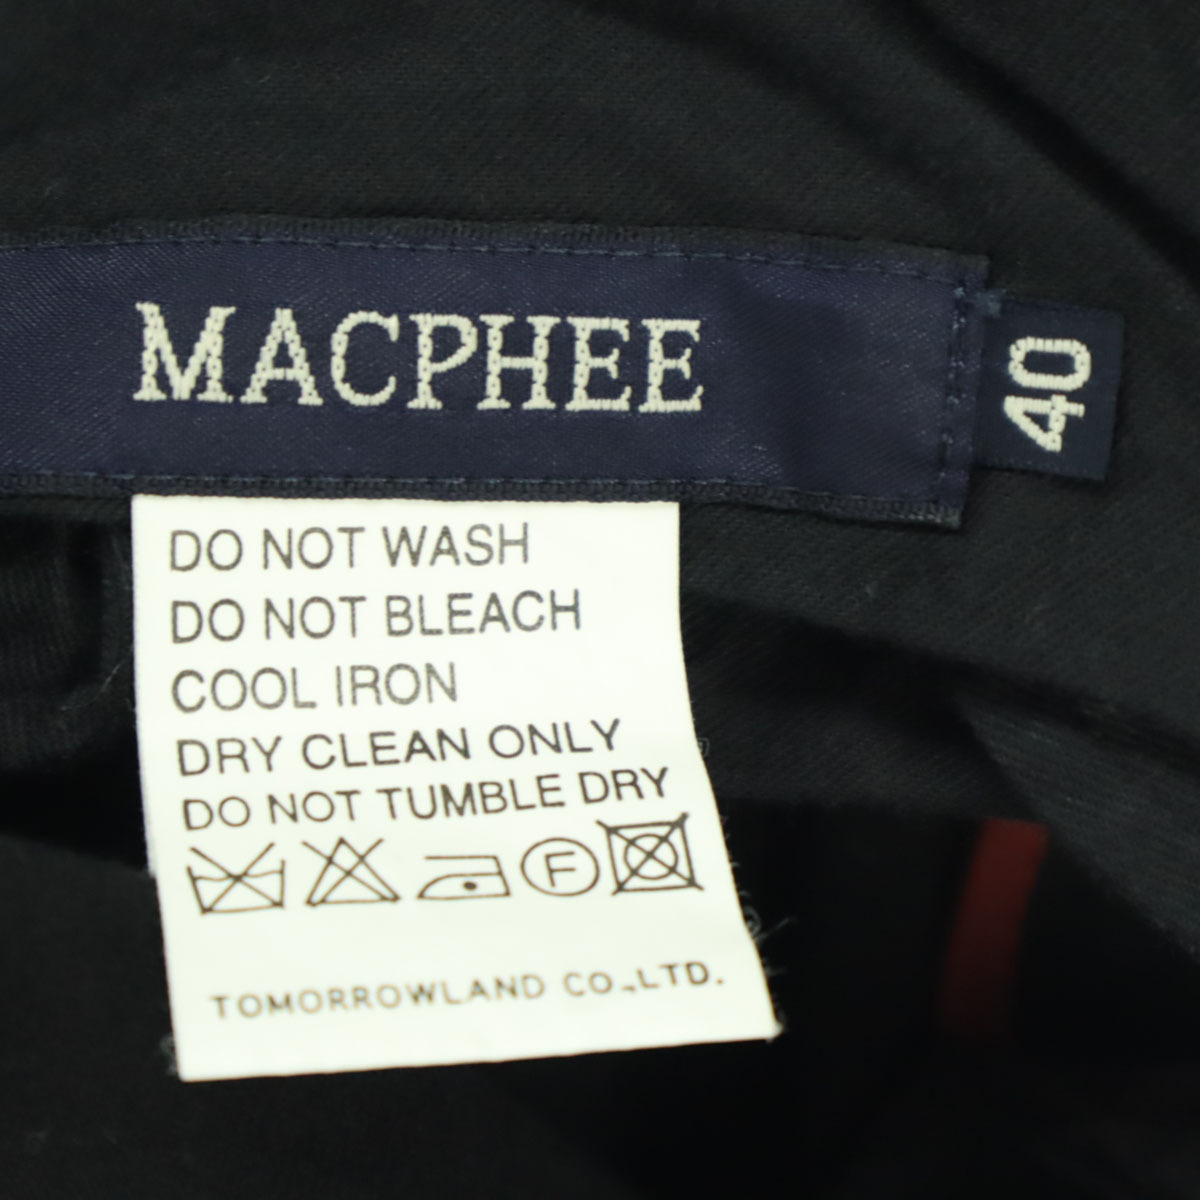 MACPHEE
40
DO NOT WASH
DO NOT BLEACH
COOL IRON
DRY CLEAN ONLY
DO NOT TUMBLE DRY
F
TOMORROWLAND CO.,LTD.